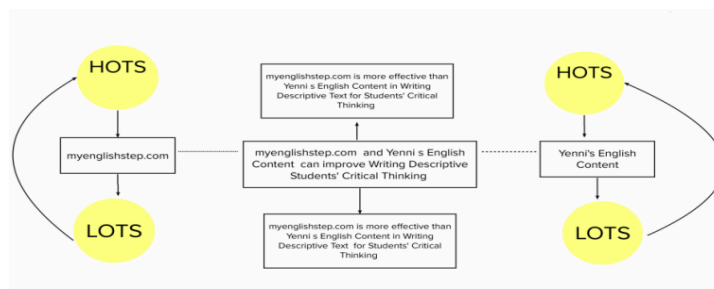 HOTS
myenglishstep.com
LOTS
myenglishstep.com is more effective than
Yenni s English Content in Writing
Descriptive Text for Students' Critical
Thinking
myenglishstep.com and Yenni s English
Content can improve Writing Descriptive
Students' Critical Thinking
myenglishstep.com is more effective than
Yenni s English Content in Writing
Descriptive Text for Students' Critical
Thinking
HOTS
Yenni's English
Content
LOTS